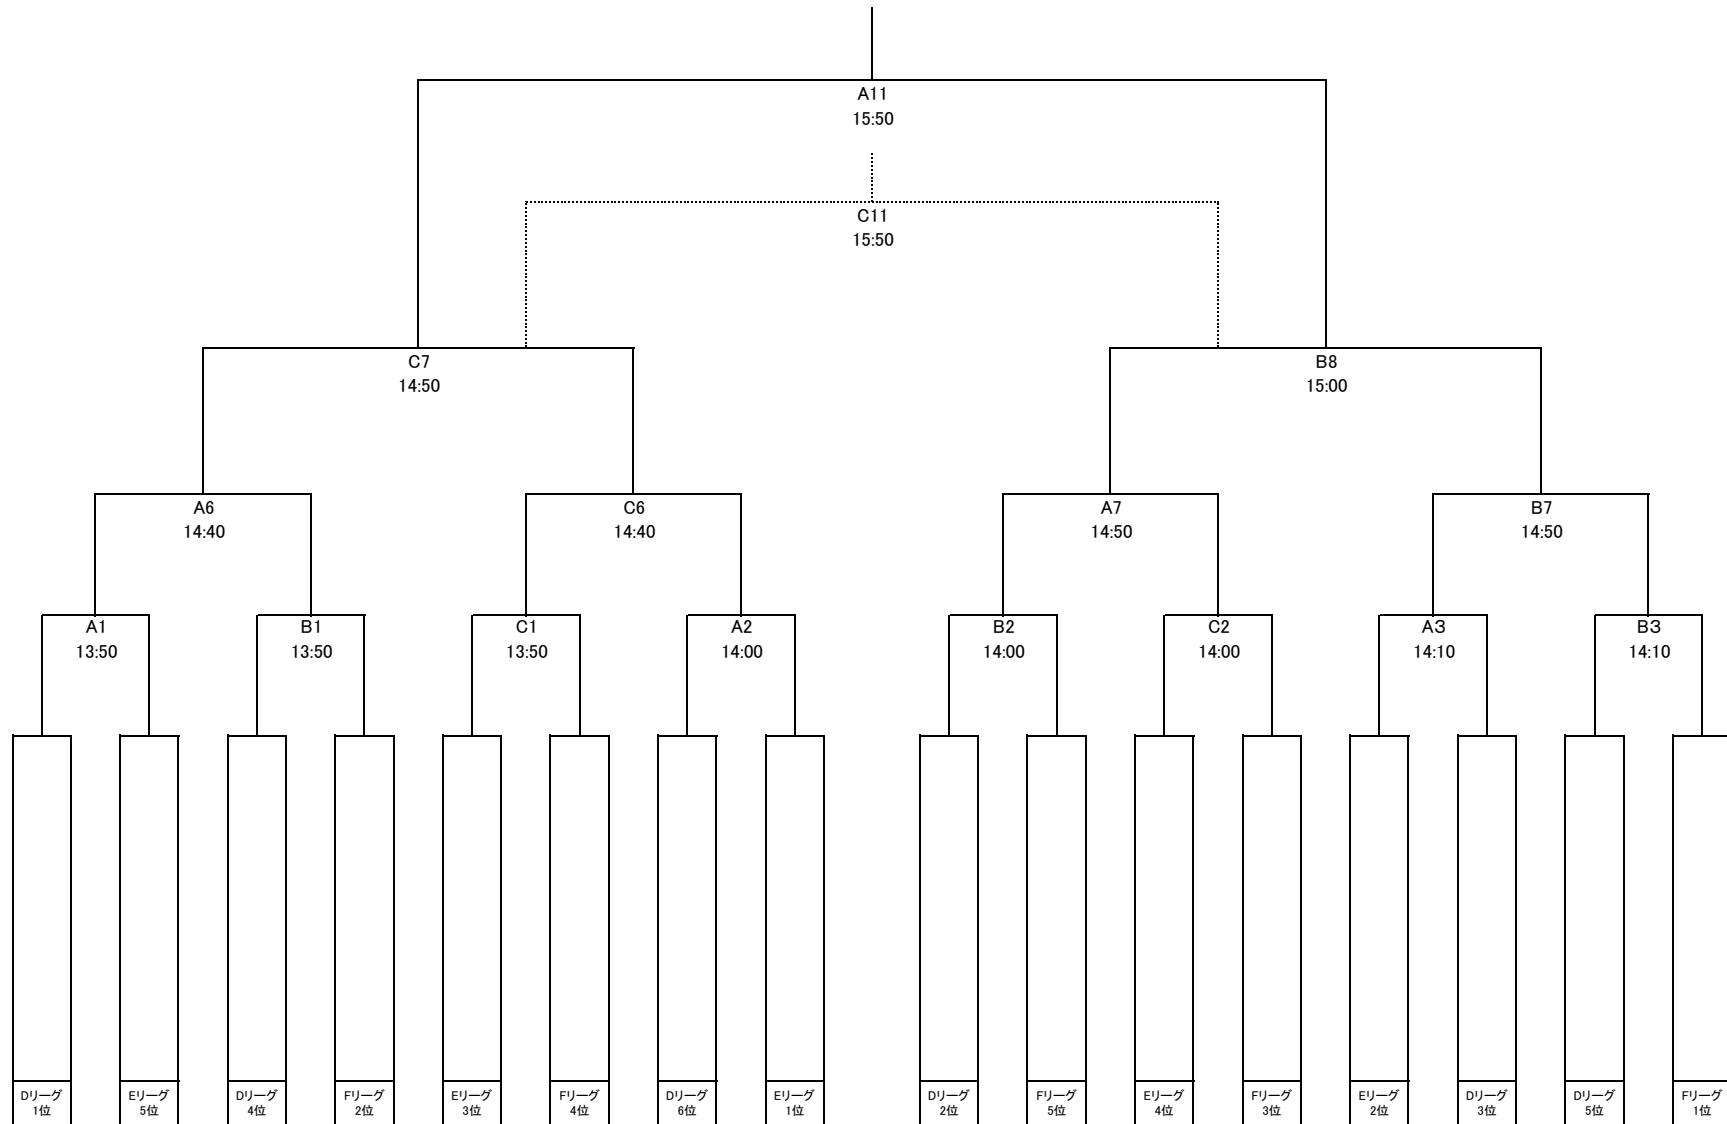 A11
15:50
C11
15:50
C7
14:50
B8
15:00
A6
14:40
C6
14:40
A7
14:50
B7
14:50
A1
13:50
B1
13:50
C1
13:50
A2
14:00
B2
14:00
C2
14:00
A3
14:10
B3
14:10
Dリーグ
1位
Eリーグ
5位
Dリーグ
4位
Fリーグ
2位
Eリーグ
3位
Fリーグ
4位
Dリーグ
6位
Eリーグ
1位
Dリーグ
2位
Fリーグ
5位
Eリーグ
4位
Fリーグ
3位
Eリーグ
2位
Dリーグ
3位
Dリーグ
5位
Fリーグ
1位